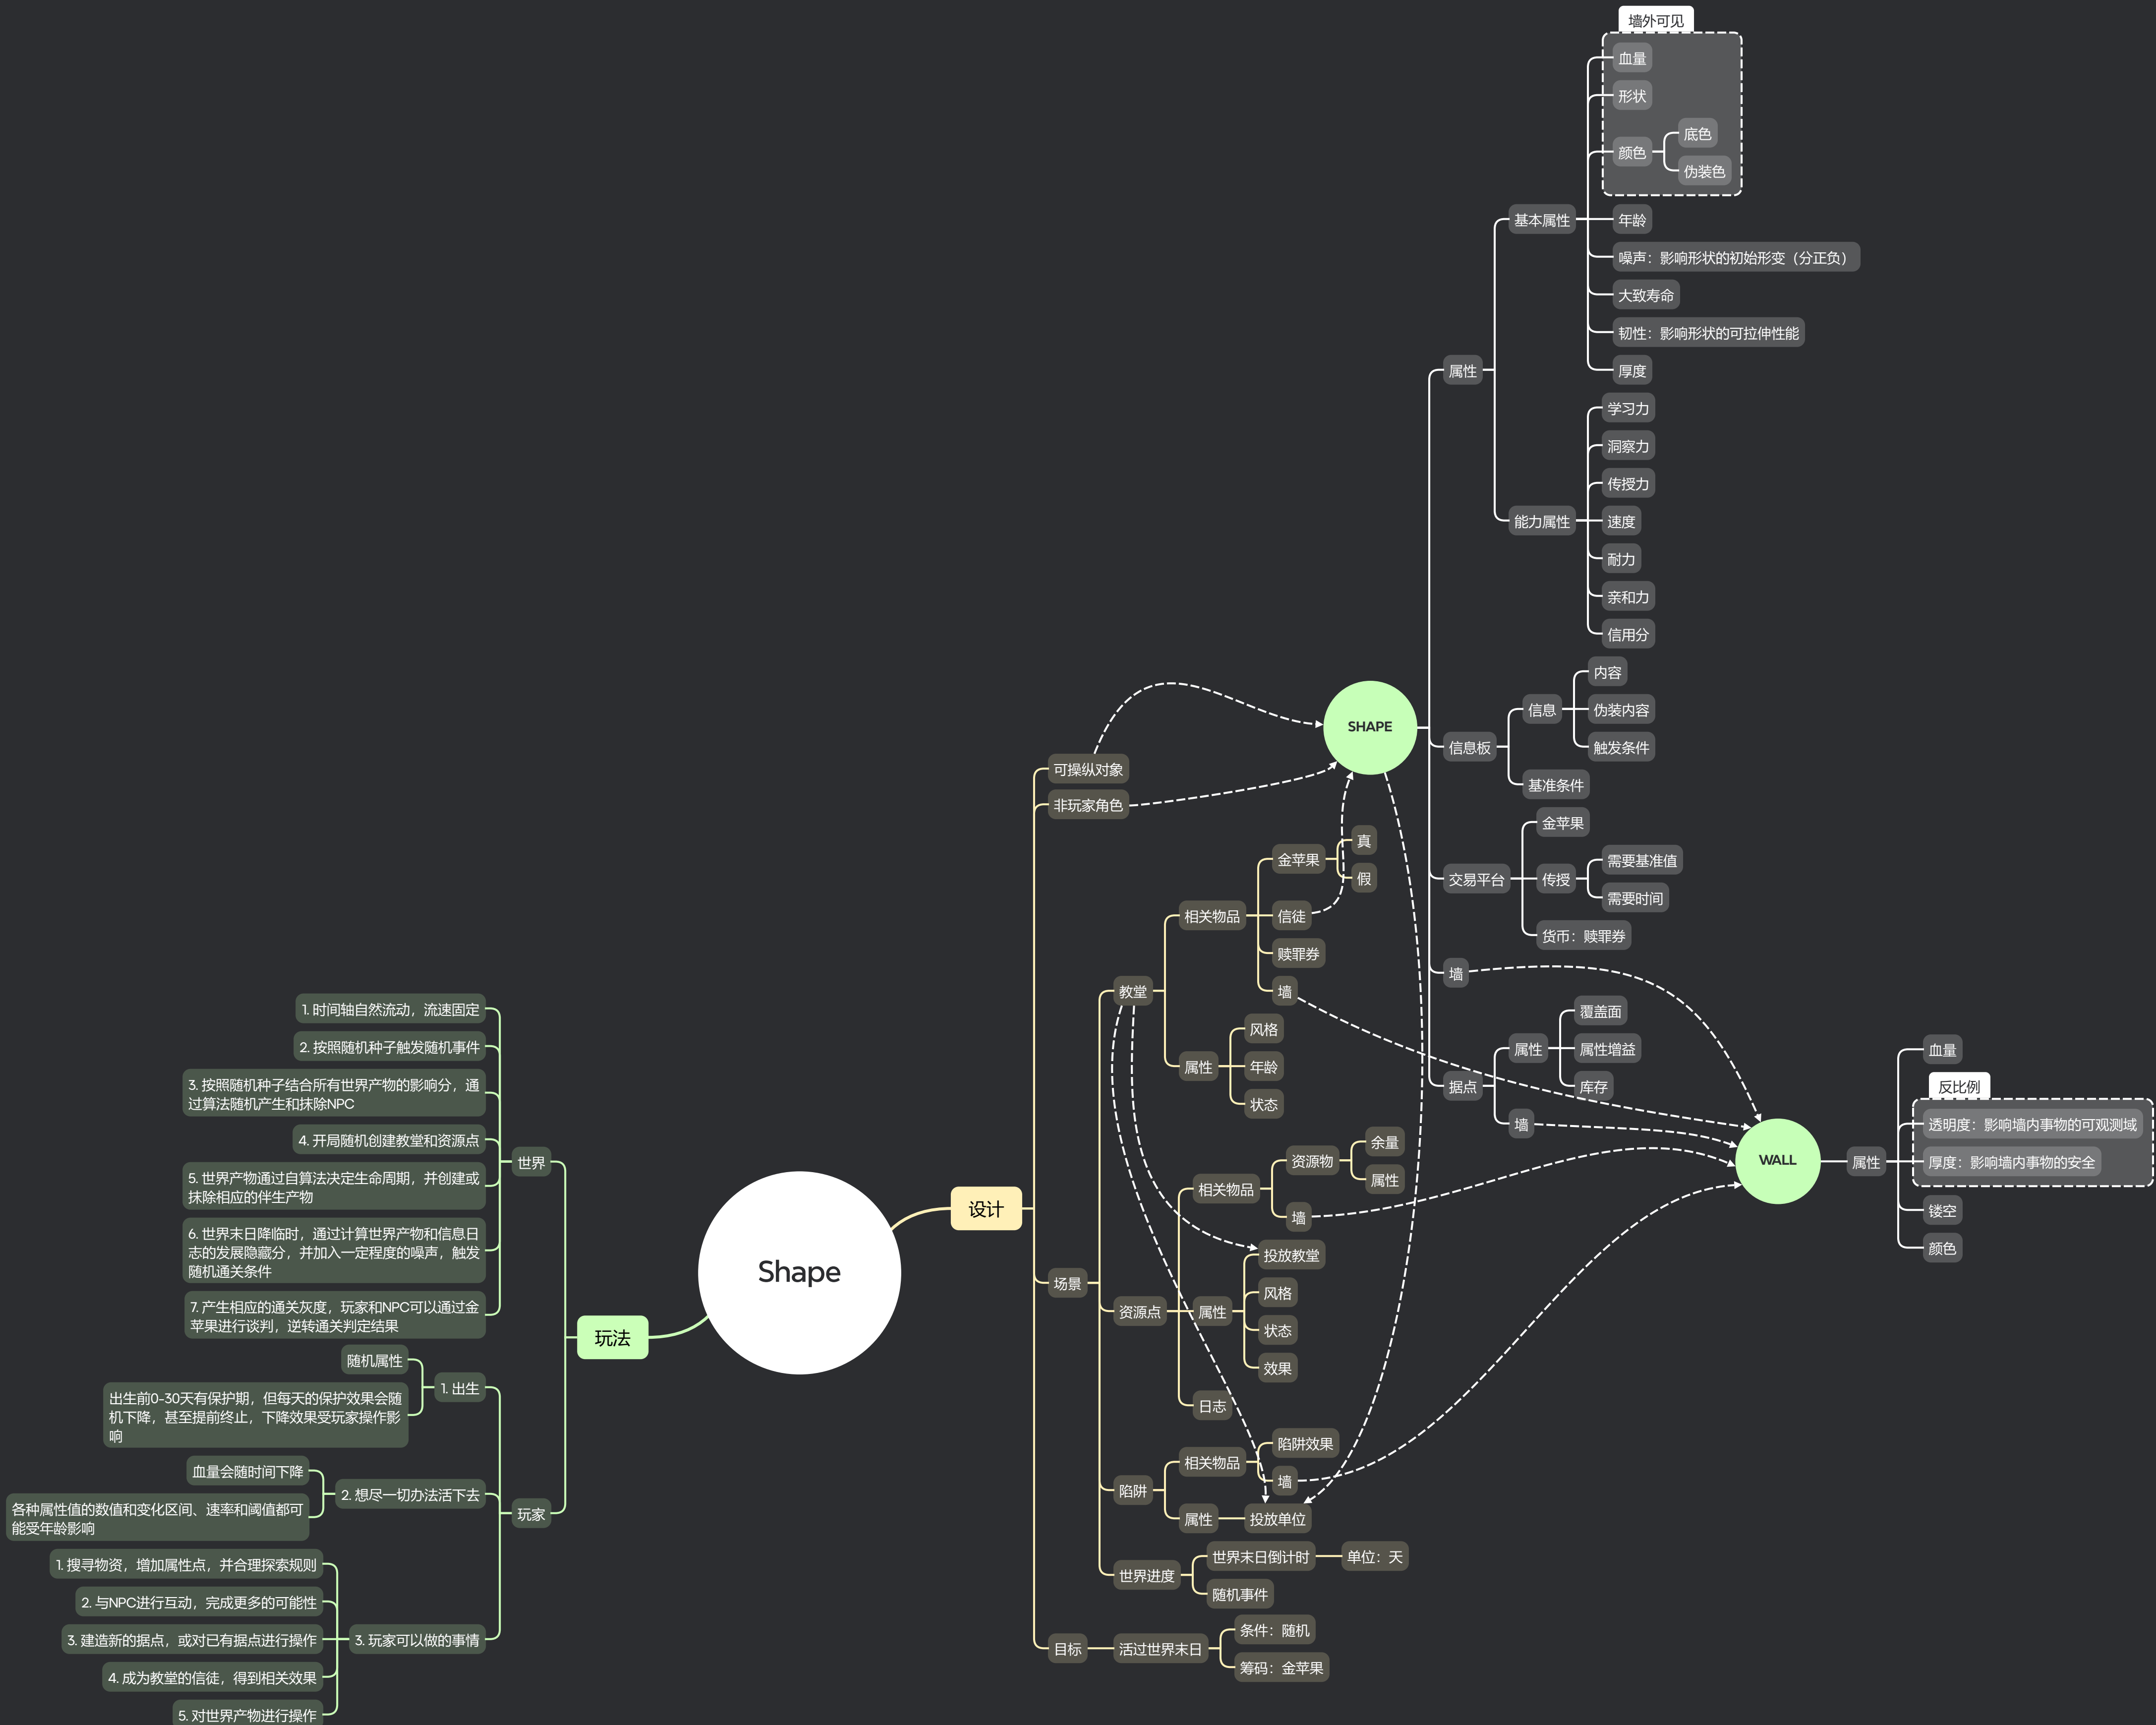 Shape
玩法
世界
1. 时间轴自然流动，流速固定
2. 按照随机种子触发随机事件
3. 按照随机种子结合所有世界产物的影响分，通
过算法随机产生和抹除NPC
4. 开局随机创建教堂和资源点
5. 世界产物通过自算法决定生命周期，并创建或
抹除相应的伴生产物
6. 世界末日降临时，通过计算世界产物和信息日
志的发展隐藏分，并加入一定程度的噪声，触发
随机通关条件
7. 产生相应的通关灰度，玩家和NPC可以通过金
苹果进行谈判，逆转通关判定结果
玩家
1. 出生
随机属性
出生前0-30天有保护期，但每天的保护效果会随
机下降，甚至提前终止，下降效果受玩家操作影
响
2. 想尽一切办法活下去
血量会随时间下降
各种属性值的数值和变化区间、速率和阈值都可
能受年龄影响
3. 玩家可以做的事情
1. 搜寻物资，增加属性点，并合理探索规则
2. 与NPC进行互动，完成更多的可能性
3. 建造新的据点，或对已有据点进行操作
4. 成为教堂的信徒，得到相关效果
5. 对世界产物进行操作
设计
可操纵对象
非玩家角色
场景
教堂
相关物品
金苹果
真
假
信徒
赎罪券
墙
属性
风格
年龄
状态
资源点
相关物品
资源物
余量
属性
墙
属性
投放教堂
风格
状态
效果
日志
陷阱
相关物品
陷阱效果
墙
属性
投放单位
世界进度
世界末日倒计时
单位：天
随机事件
目标
活过世界末日
条件：随机
筹码：金苹果
SHAPE
属性
基本属性
墙外可见
血量
形状
颜色
底色
伪装色
年龄
噪声：影响形状的初始形变（分正负）
大致寿命
韧性：影响形状的可拉伸性能
厚度
能力属性
学习力
洞察力
传授力
速度
耐力
亲和力
信用分
信息板
信息
内容
伪装内容
触发条件
基准条件
交易平台
金苹果
传授
需要基准值
需要时间
货币：赎罪券
墙
据点
属性
覆盖面
属性增益
库存
墙
WALL
属性
血量
反比例
透明度：影响墙内事物的可观测域
厚度：影响墙内事物的安全
镂空
颜色